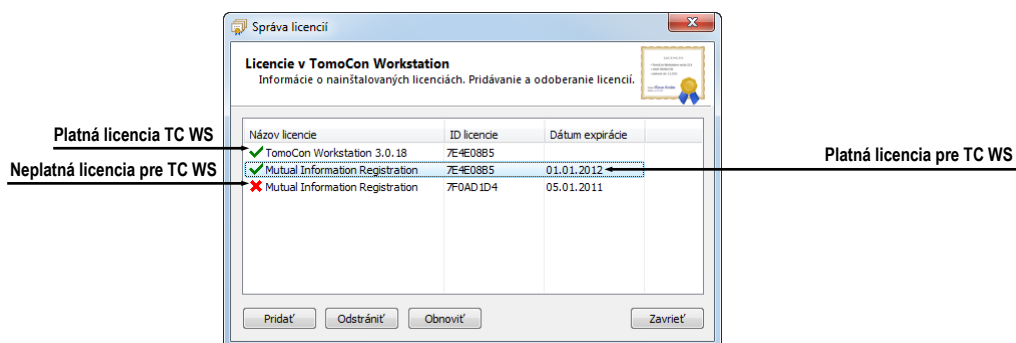 Správa licencií
Licencie v TomoCon Workstation
Informácie o nainštalovaných licenciách. Pridávanie a odoberanie licencií.
Názov licencie ID licencie Dátum expirácie
Platná licencia TC WS
TomoCon Workstation 3.0.18 7E4E08B5
Mutual Information Registration 7E4E08B5 01.01.2012
Platná licencia pre TC WS
Neplatná licencia pre TC WS
Mutual Information Registration 7F0AD1D4 05.01.2011
Pridať Odstrániť Obnoviť Zavrieť